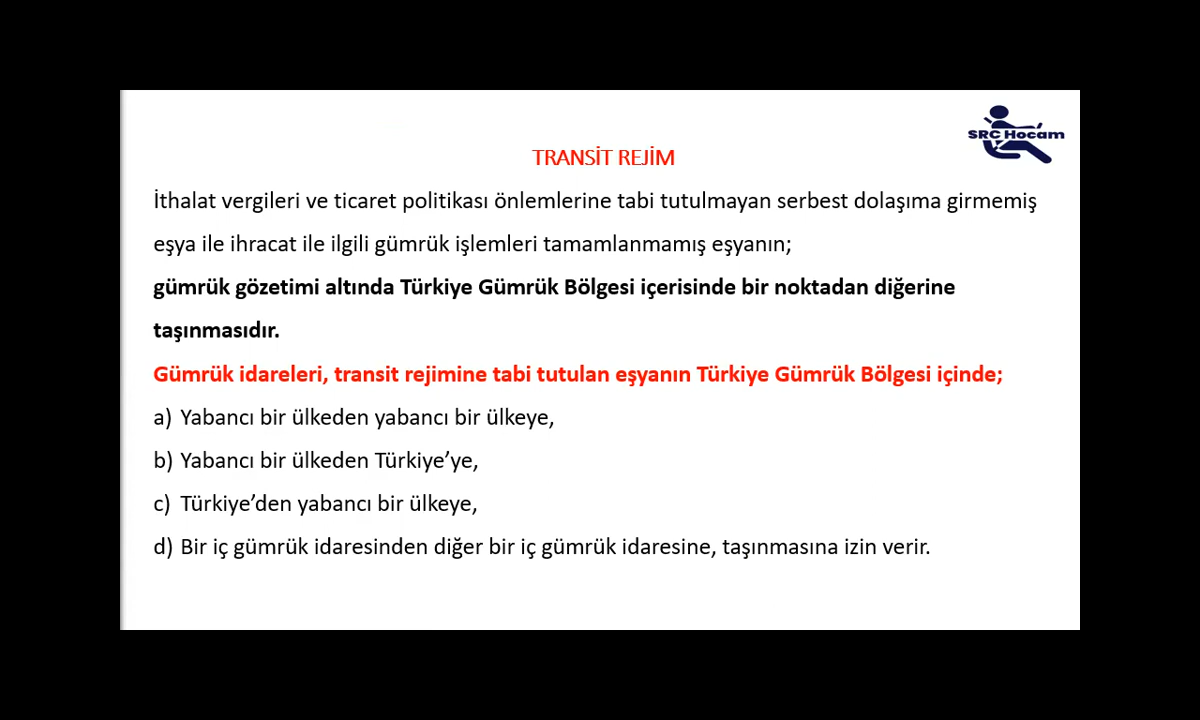 SRC Hocam
TRANSİT REJİM
İthalat vergileri ve ticaret politikası önlemlerine tabi tutulmayan serbest dolaşıma girmemiş
eşya ile ihracat ile ilgili gümrük işlemleri tamamlanmamış eşyanın;
gümrük gözetimi altında Türkiye Gümrük Bölgesi içerisinde bir noktadan diğerine
taşınmasıdır.
Gümrük idareleri, transit rejimine tabi tutulan eşyanın Türkiye Gümrük Bölgesi içinde;
a) Yabancı bir ülkeden yabancı bir ülkeye,
b) Yabancı bir ülkeden Türkiye’ye,
c) Türkiye’den yabancı bir ülkeye,
d) Bir iç gümrük idaresinden diğer bir iç gümrük idaresine, taşınmasına izin verir.